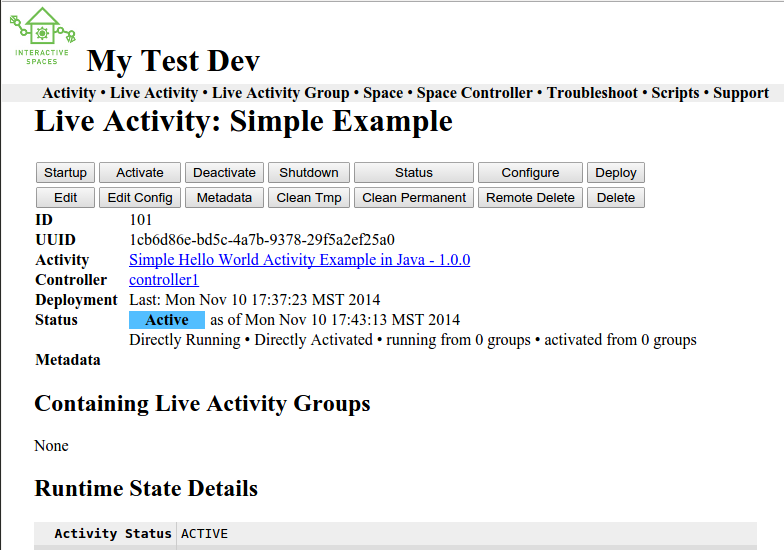 INTERACTIVE
SPACES
My Test Dev
Activity • Live Activity • Live Activity Group • Space • Space Controller • Troubleshoot • Scripts • Support
Live Activity: Simple Example
Startup Activate Deactivate Shutdown Status Configure Deploy
Edit Edit Config Metadata Clean Tmp Clean Permanent Remote Delete Delete
ID 101
UUID 1cb6d86e-bd5c-4a7b-9378-29f5a2ef25a0
Activity Simple Hello World Activity Example in Java - 1.0.0
Controller controller1
Deployment Last: Mon Nov 10 17:37:23 MST 2014
Status Active as of Mon Nov 10 17:43:13 MST 2014
Directly Running • Directly Activated • running from 0 groups • activated from 0 groups
Metadata
Containing Live Activity Groups
None
Runtime State Details
Activity Status ACTIVE